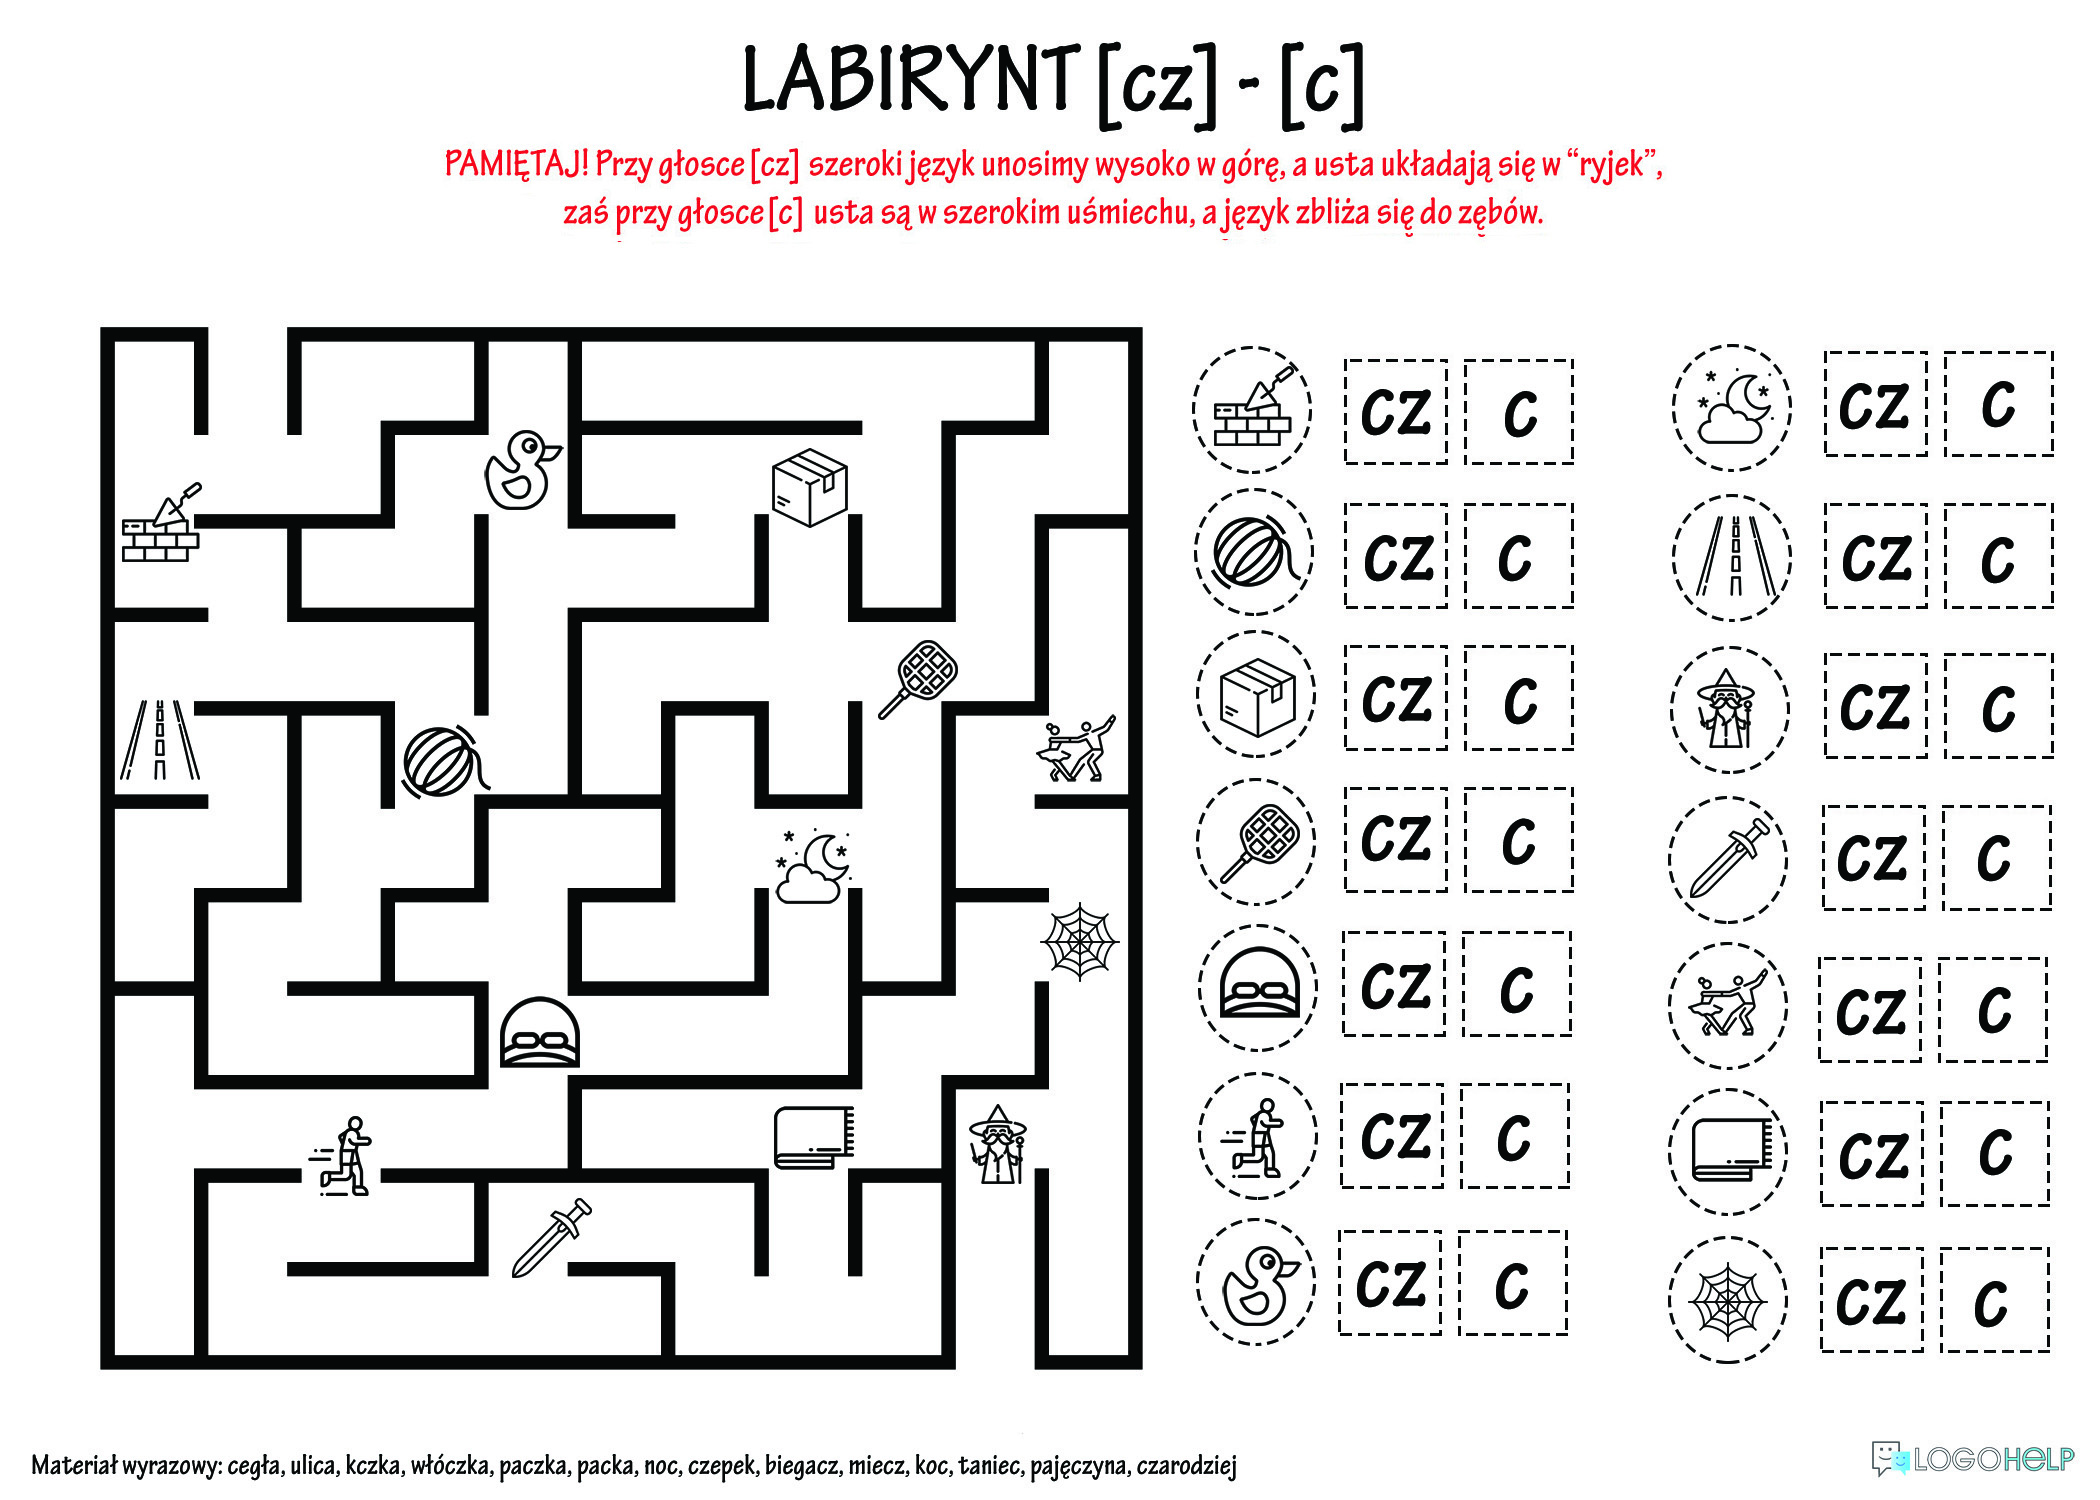 LABIRYNT [cz] - [c]
PAMIĘTAJ! Przy głosce [cz] szeroki język unosimy wysoko w górę, a usta układają się w “ryjek”,
zaś przy głosce [c] usta są w szerokim uśmiechu, a język zbliża się do zębów.
cz c cz c
cz c cz c
cz c cz c
cz c cz c
cz c cz c
cz c cz c
cz c cz c
Materiał wyrazowy: cegła, ulica, kczka, włóczka, paczka, packa, noc, czepek, biegacz, miecz, koc, taniec, pajęczyna, czarodziej
LOGOHELP